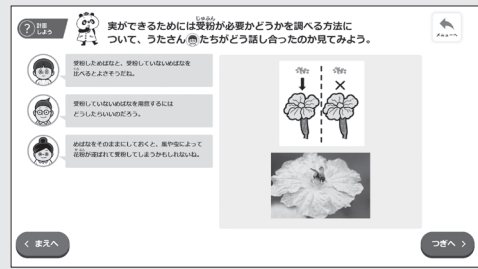 計画
しよう
実ができるためには受粉が必要かどうかを調べる方法に
じゅふん
ついて、うたさんたちがどう話し合ったのか見てみよう。
メニューへ
受粉しためばなと、受粉していないめばなを
比べるとよさそうだね。
受粉していないめばなを用意するには
どうしたらいいのだろう。
めばなをそのままにしておくと、風や虫によって
花粉が運ばれて受粉してしまうかもしれないね。
まえへ
つぎへ